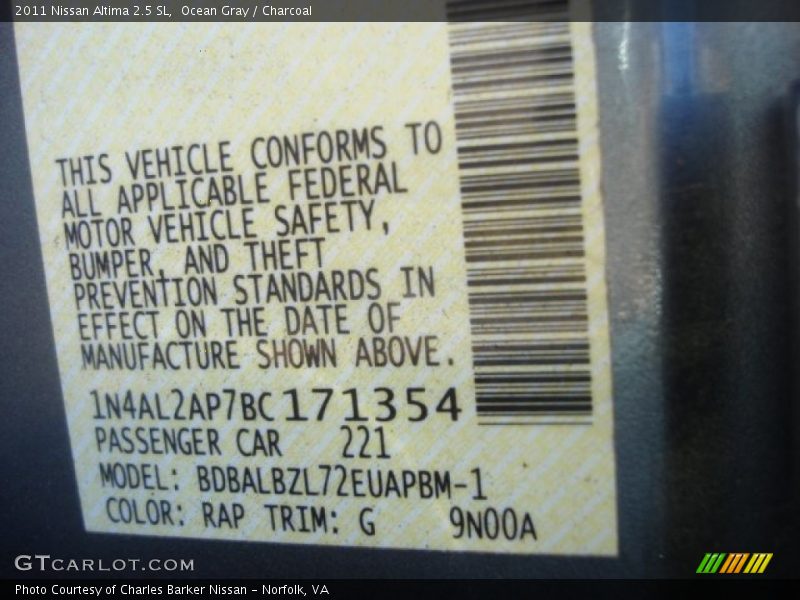 2011 Nissan Altima 2.5 SL,  Ocean Gray / Charcoal
THIS VEHICLE CONFORMS TO
ALL APPLICABLE FEDERAL
MOTOR VEHICLE SAFETY,
BUMPER, AND THEFT
PREVENTION STANDARDS IN
EFFECT ON THE DATE OF
MANUFACTURE SHOWN ABOVE.
1N4AL2AP7BC171354
PASSENGER CAR 221
MODEL: BDBALBZL72EUAPBM-1
COLOR: RAP TRIM: G 9N00A
GTCARLOT.COM
Photo Courtesy of Charles Barker Nissan - Norfolk, VA